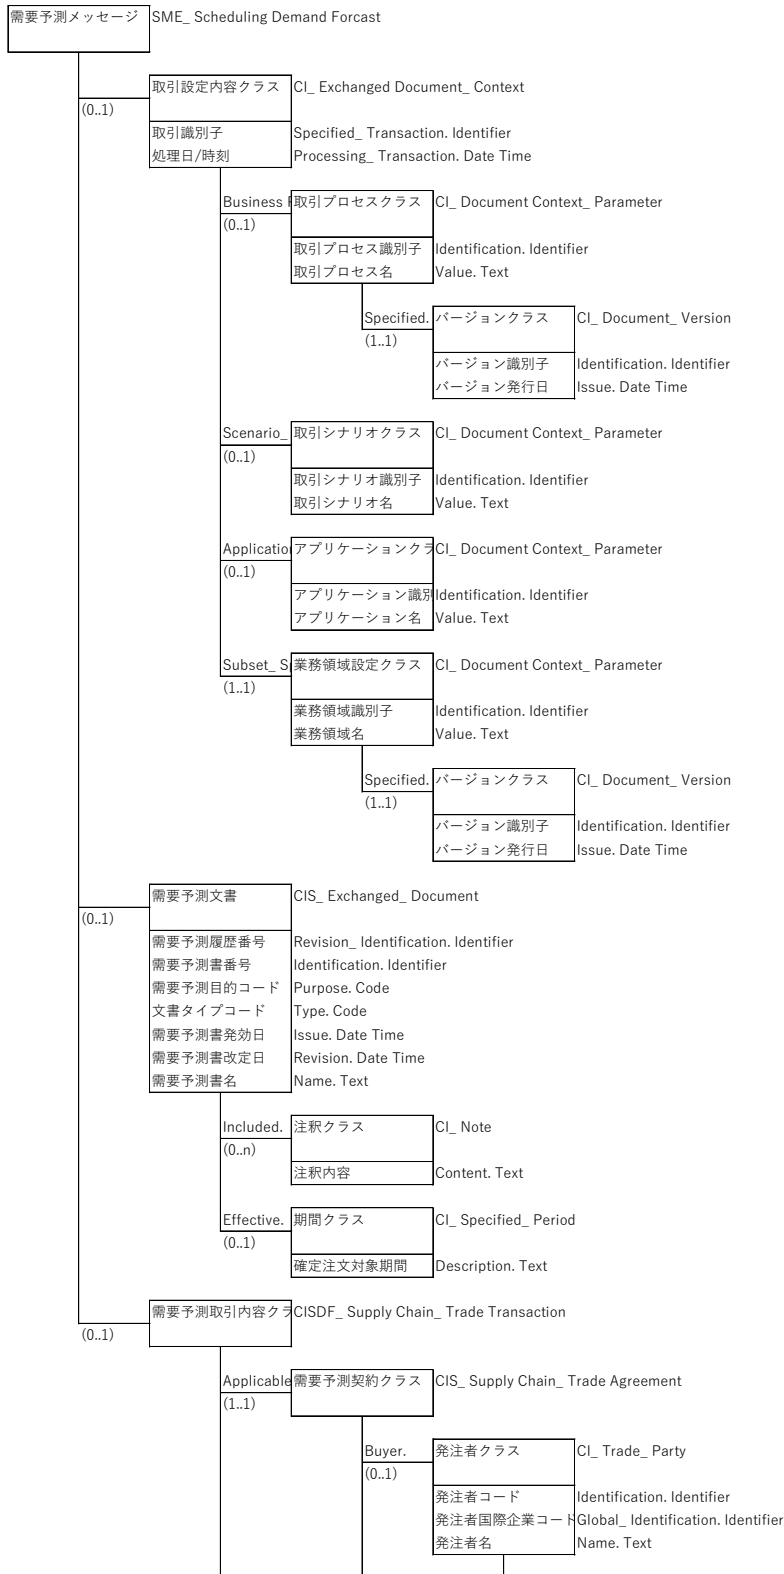 需要予測メッセージ SME_ Scheduling Demand Forcast
取引設定内容クラス CI_ Exchanged Document_ Context
(0..1)
取引識別子 Specified_ Transaction. Identifier
処理日/時刻 Processing_ Transaction. Date Time
Business 取引プロセスクラス CI_ Document Context_ Parameter
(0..1)
取引プロセス識別子 Identification. Identifier
取引プロセス名 Value. Text
Specified. バージョンクラス CI_ Document_ Version
(1..1)
バージョン識別子 Identification. Identifier
バージョン発行日 Issue. Date Time
Scenario_ 取引シナリオクラス CI_ Document Context_ Parameter
(0..1)
取引シナリオ識別子 Identification. Identifier
取引シナリオ名 Value. Text
Applicatio アプリケーションクラ CI_ Document Context_ Parameter
(0..1)
アプリケーション識別 Identification. Identifier
アプリケーション名 Value. Text
Subset_ S 業務領域設定クラス CI_ Document Context_ Parameter
(1..1)
業務領域識別子 Identification. Identifier
業務領域名 Value. Text
Specified. バージョンクラス CI_ Document_ Version
(1..1)
バージョン識別子 Identification. Identifier
バージョン発行日 Issue. Date Time
需要予測文書 CIS_ Exchanged_ Document
(0..1)
需要予測履歴番号 Revision_ Identification. Identifier
需要予測書番号 Identification. Identifier
需要予測目的コード Purpose. Code
文書タイプコード Type. Code
需要予測書発効日 Issue. Date Time
需要予測書改定日 Revision. Date Time
需要予測書名 Name. Text
Included. 注釈クラス CI_ Note
(0..n)
注釈内容 Content. Text
Effective. 期間クラス CI_ Specified_ Period
(0..1)
確定注文対象期間 Description. Text
需要予測取引内容クラ CISDF_ Supply Chain_ Trade Transaction
(0..1)
Applicable 需要予測契約クラス CIS_ Supply Chain_ Trade Agreement
(1..1)
Buyer. 発注者クラス CI_ Trade_ Party
(0..1)
発注者コード Identification. Identifier
発注者国際企業コード Global_ Identification. Identifier
発注者名 Name. Text